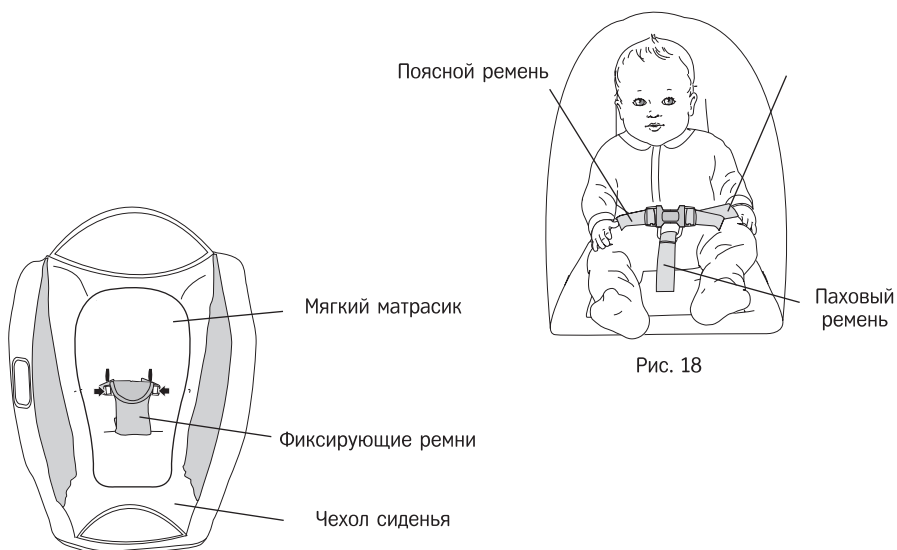 Поясной ремень
Паховый
ремень
Рис. 18
Мягкий матрасик
Фиксирующие ремни
Чехол сиденья